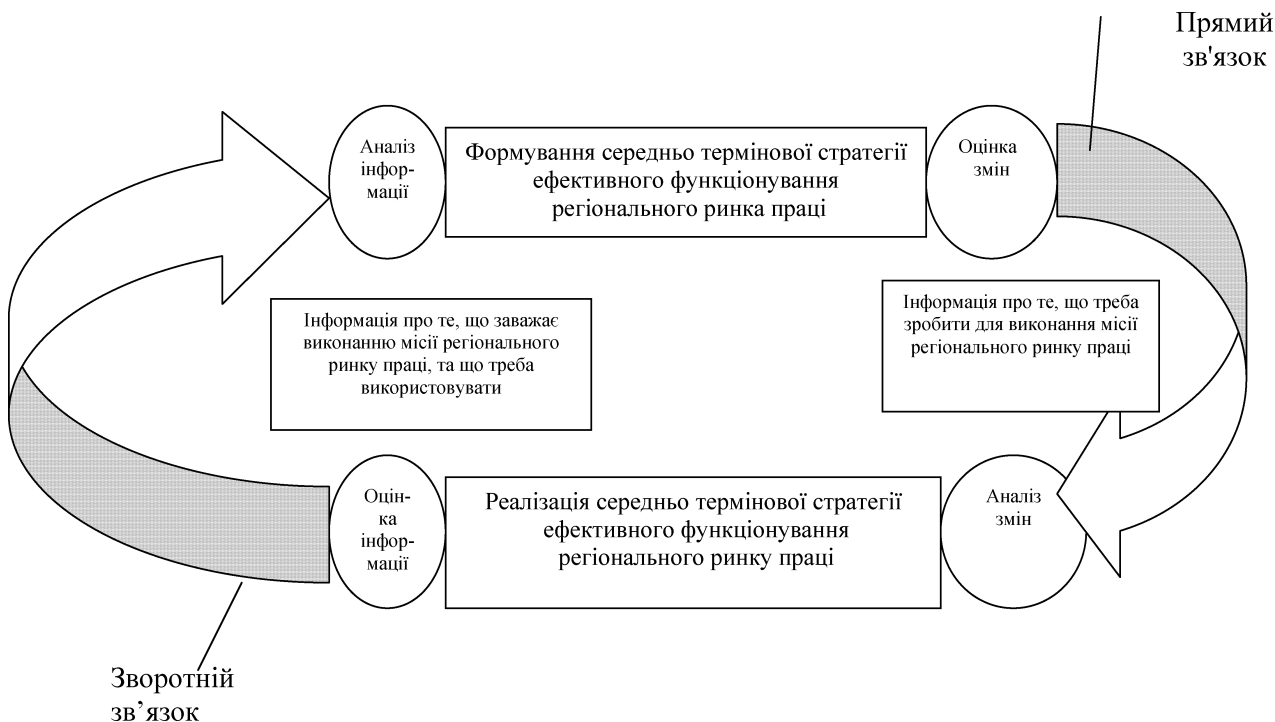 Прямий
зв'язок
Аналіз
інфор-
мації
Формування середньо термінової стратегії
ефективного функціонування
регіонального ринка праці
Оцінка
змін
Інформація про те, що заважає
виконанню місії регіонального
ринку праці, та що треба
використовувати
Інформація про те, що треба
зробити для виконання місії
регіонального ринку праці
Оцін-
ка
інфор-
мації
Реалізація середньо термінової стратегії
ефективного функціонування
регіонального ринку праці
Аналіз
змін
Зворотній
зв’язок